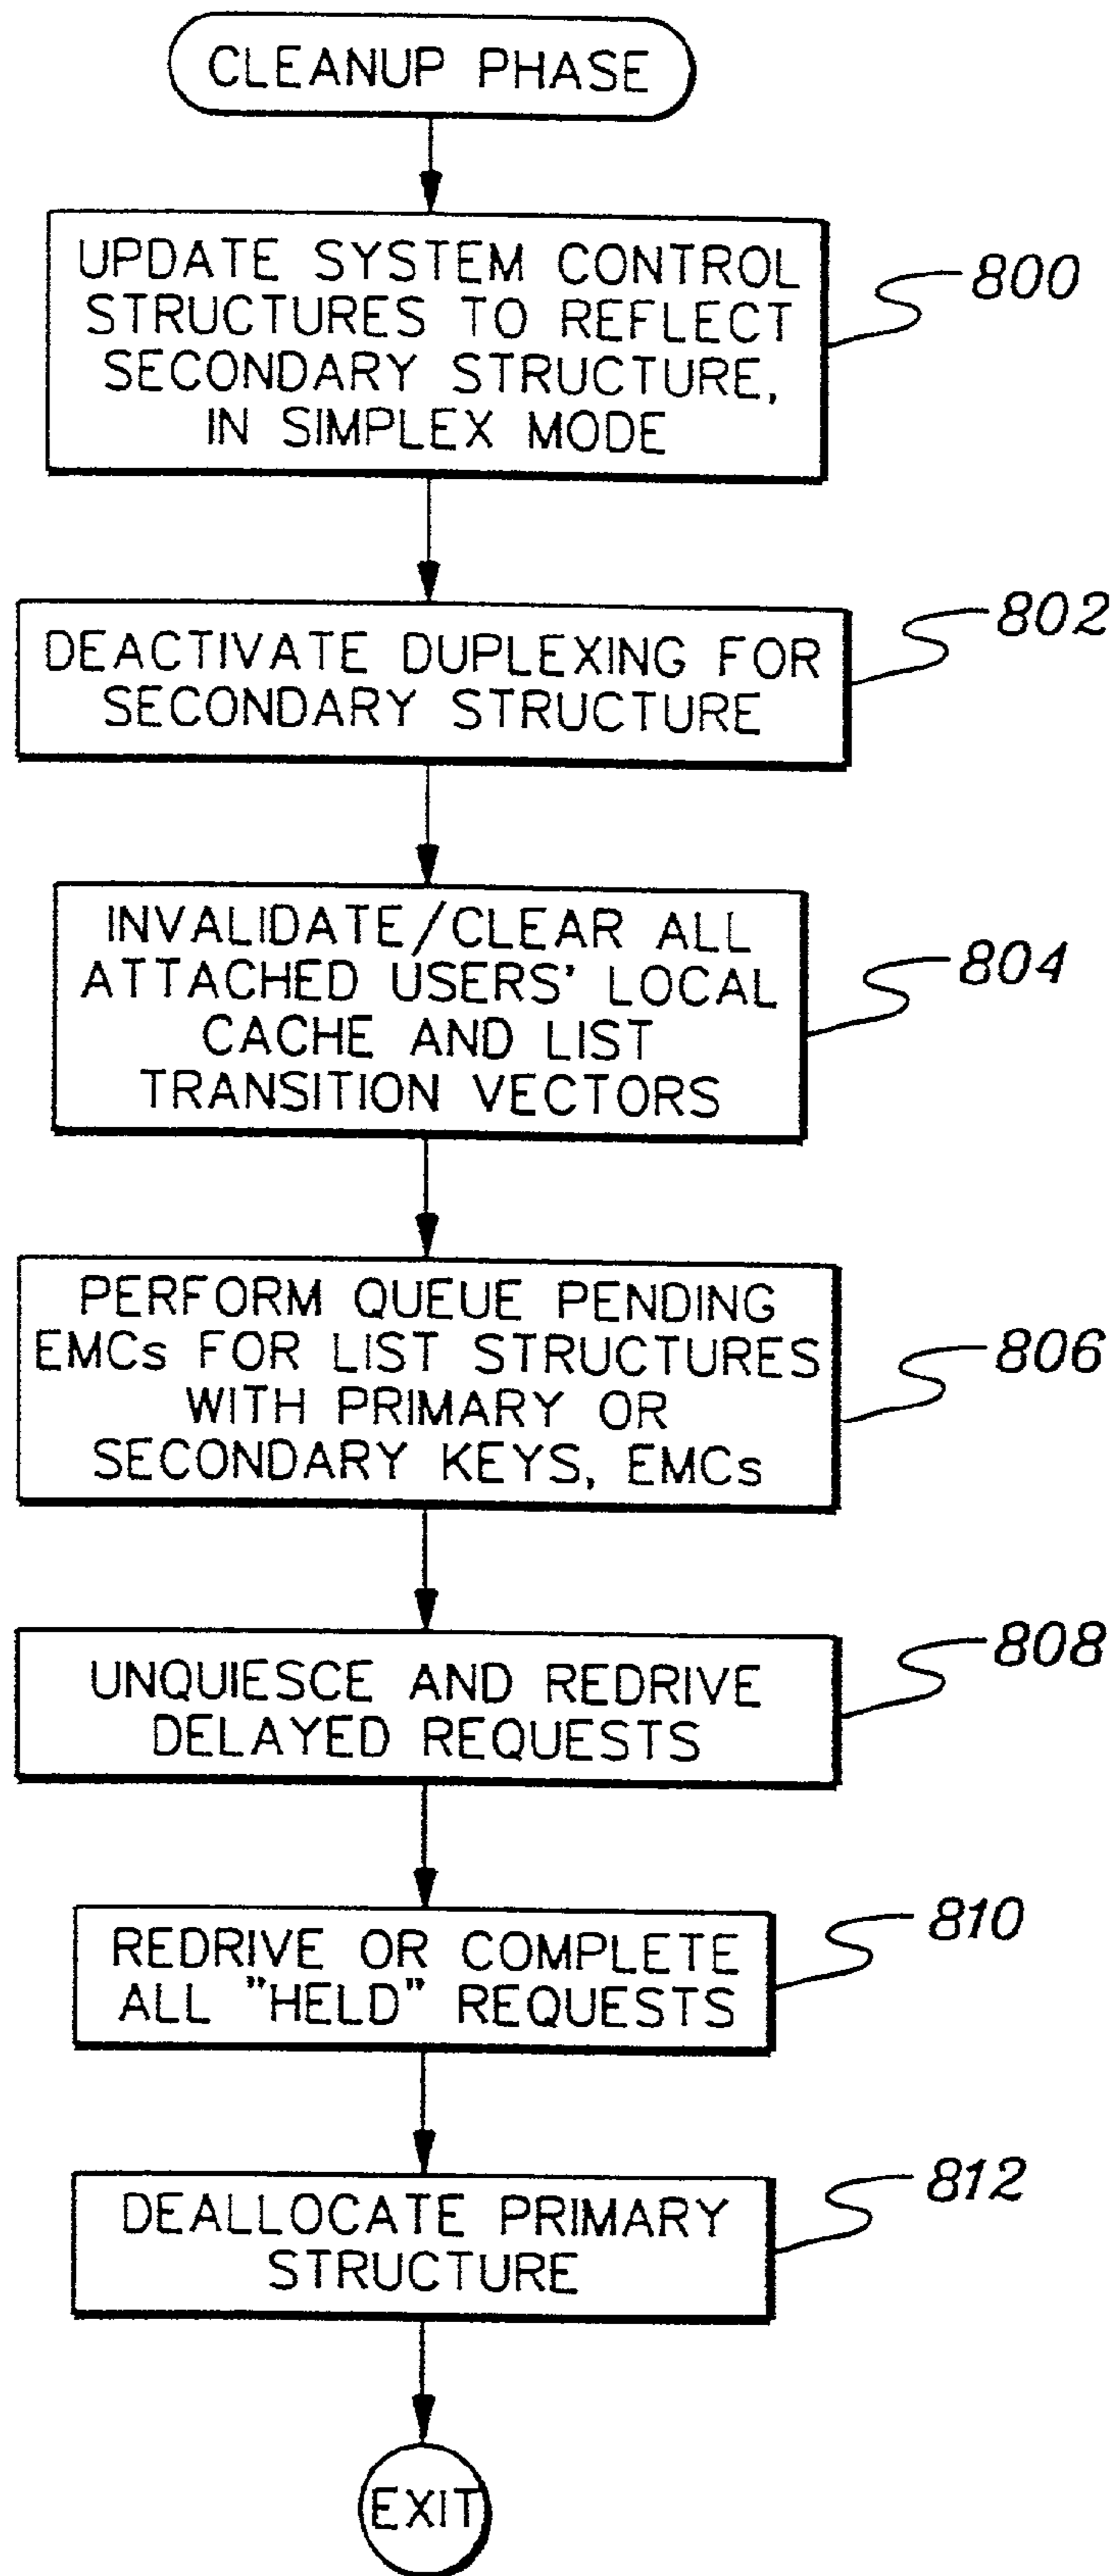 CLEANUP PHASE
UPDATE SYSTEM CONTROL
STRUCTURES TO REFLECT
SECONDARY STRUCTURE,
IN SIMPLEX MODE
800
DEACTIVATE DUPLEXING FOR
SECONDARY STRUCTURE
802
INVALIDATE/CLEAR ALL
ATTACHED USERS' LOCAL
CACHE AND LIST
TRANSITION VECTORS
804
PERFORM QUEUE PENDING
EMCs FOR LIST STRUCTURES
WITH PRIMARY OR
SECONDARY KEYS, EMCs
806
UNQUIESCE AND REDRIVE
DELAYED REQUESTS
808
REDRIVE OR COMPLETE
ALL "HELD" REQUESTS
810
DEALLOCATE PRIMARY
STRUCTURE
812
EXIT